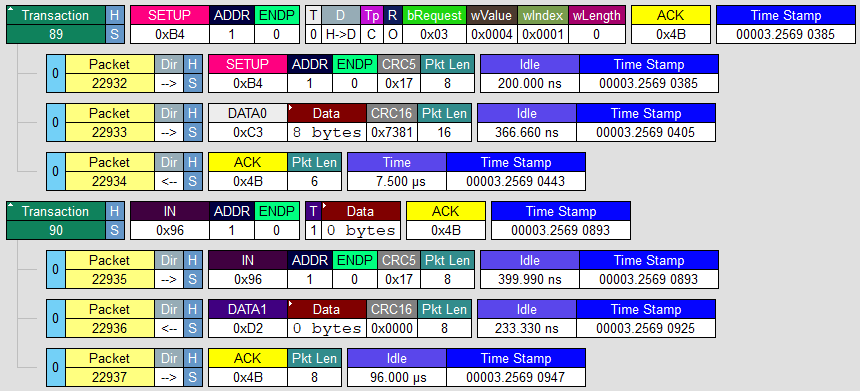 Transaction H SETUP ADDR ENDP T D Tp R bRequest wValue wIndex wLength ACK Time Stamp
89 S 0xB4 1 0 0 H->D C O 0x03 0x0004 0x0001 0 0x4B 00003.2569 0385
0 Packet Dir H SETUP ADDR ENDP CRC5 Pkt Len Idle Time Stamp
22932 --> S 0xB4 1 0 0x17 8 200.000 ns 00003.2569 0385
0 Packet Dir H DATA0 Data CRC16 Pkt Len Idle Time Stamp
22933 --> S 0xC3 8 bytes 0x7381 16 366.660 ns 00003.2569 0405
0 Packet Dir H ACK Pkt Len Time Time Stamp
22934 <-- S 0x4B 6 7.500 µs 00003.2569 0443
Transaction H IN ADDR ENDP T Data ACK Time Stamp
90 S 0x96 1 0 1 0 bytes 0x4B 00003.2569 0893
0 Packet Dir H IN ADDR ENDP CRC5 Pkt Len Idle Time Stamp
22935 --> S 0x96 1 0 0x17 8 399.990 ns 00003.2569 0893
0 Packet Dir H DATA1 Data CRC16 Pkt Len Idle Time Stamp
22936 <-- S 0xD2 0 bytes 0x0000 8 233.330 ns 00003.2569 0925
0 Packet Dir H ACK Pkt Len Idle Time Stamp
22937 --> S 0x4B 8 96.000 µs 00003.2569 0947